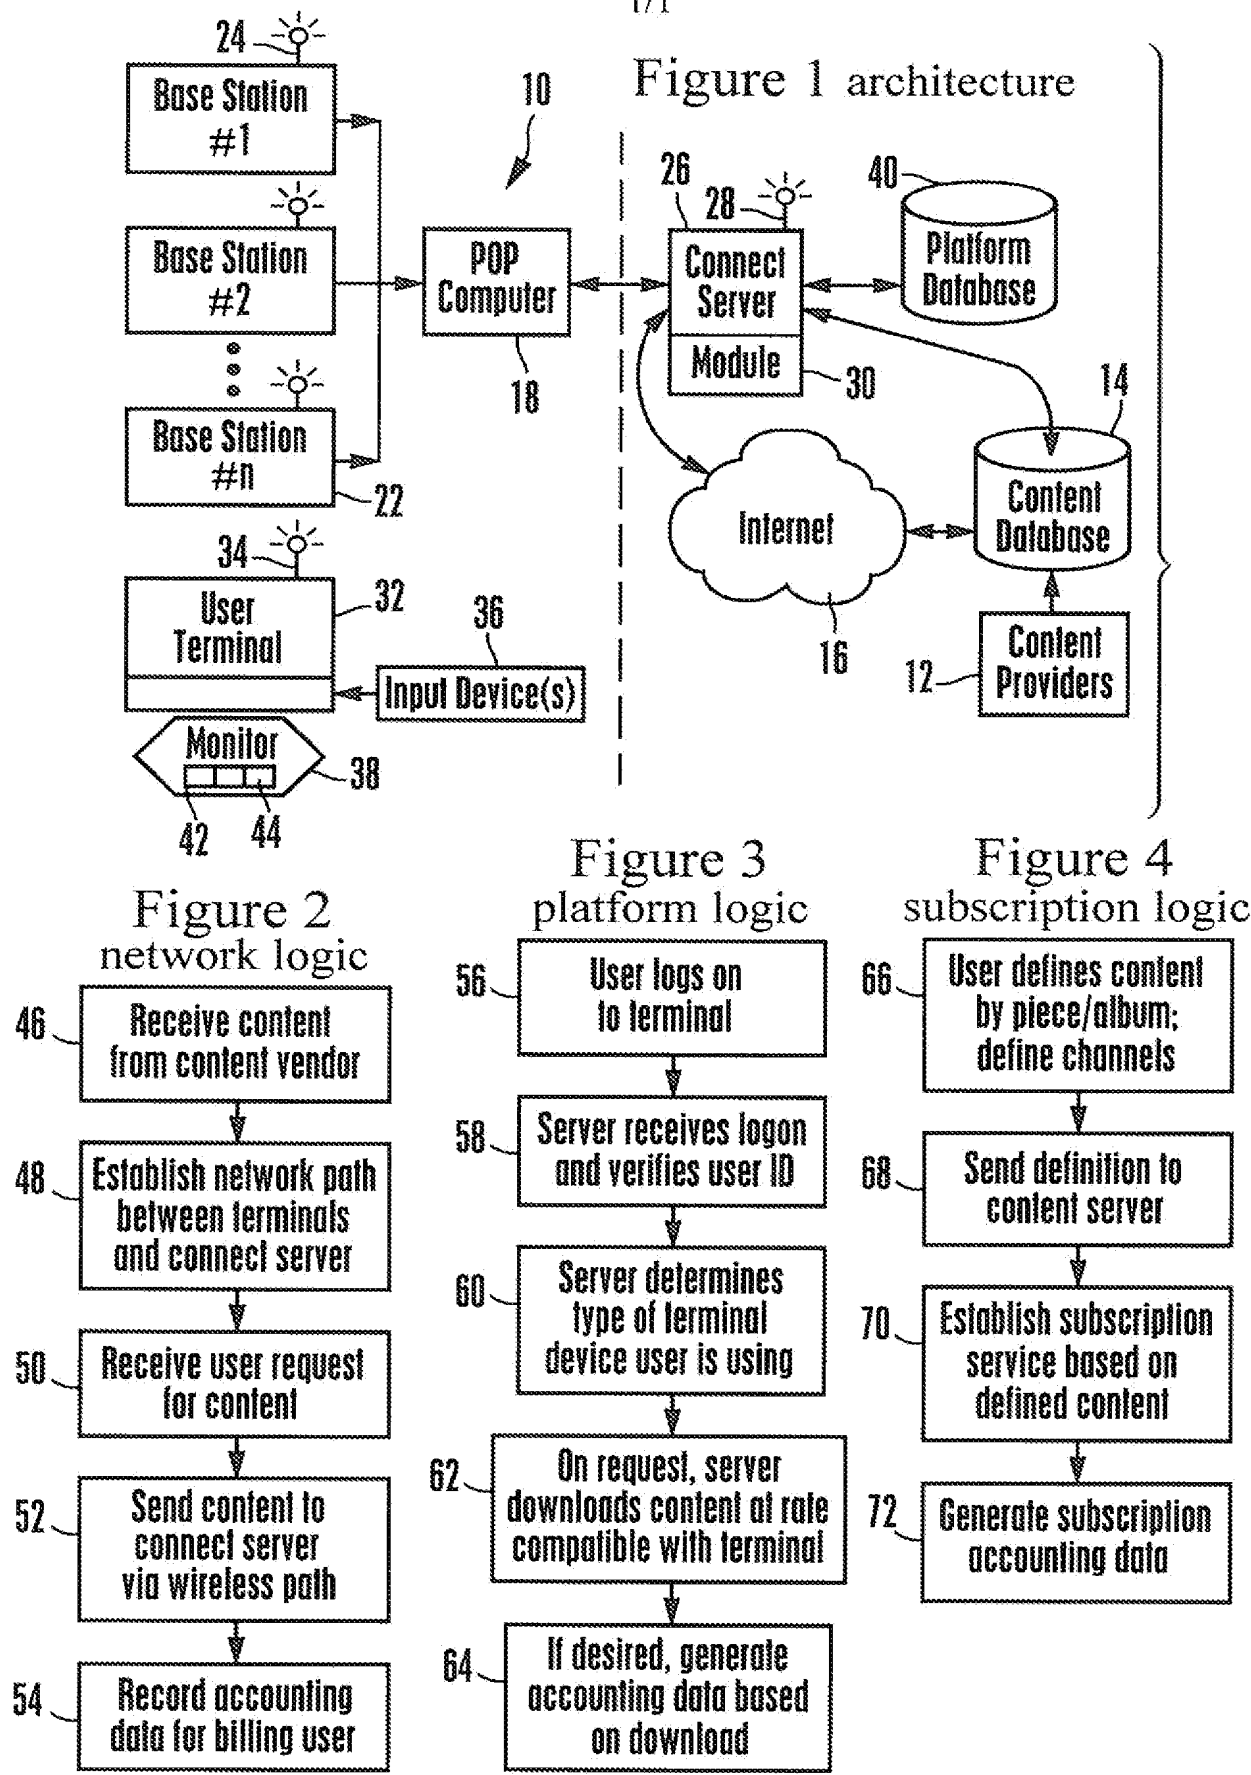 1/1
Figure 1 architecture
24
Base Station
#1
10
Base Station
#2
Base Station
#n
22
POP
Computer
18
26
28
Connect
Server
Module
30
40
Platform
Database
14
Content
Database
Internet
16
12
Content
Providers
34
User
Terminal
32
36
Input Device(s)
Monitor
38
42
44
Figure 2
network logic
46
Receive content
from content vendor
48
Establish network path
between terminals
and connect server
50
Receive user request
for content
52
Send content to
connect server
via wireless path
54
Record accounting
data for billing user
Figure 3
platform logic
56
User logs on
to terminal
58
Server receives logon
and verifies user ID
60
Server determines
type of terminal
device user is using
62
On request, server
downloads content at rate
compatible with terminal
64
If desired, generate
accounting data based
on download
Figure 4
subscription logic
66
User defines content
by piece/album;
define channels
68
Send definition to
content server
70
Establish subscription
service based on
defined content
72
Generate subscription
accounting data